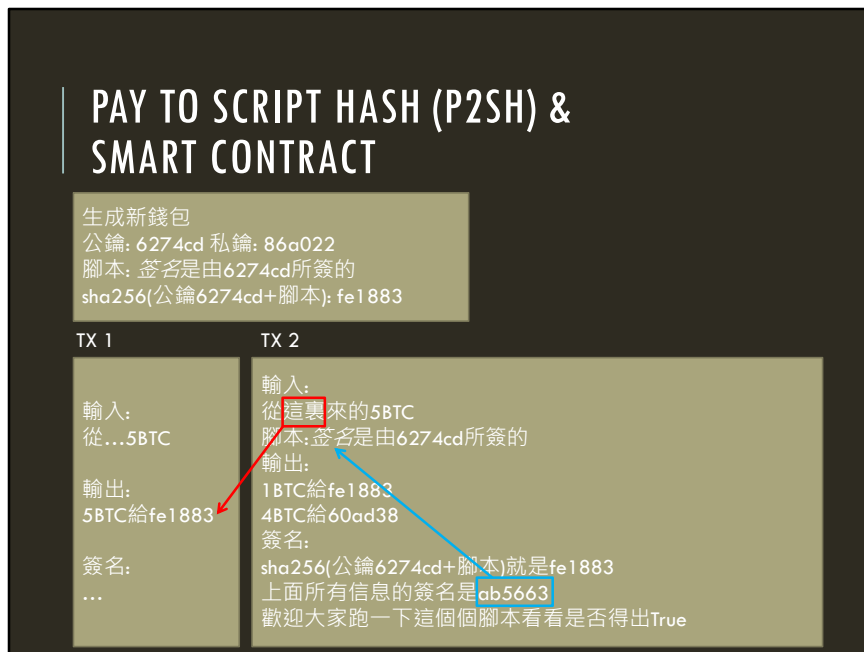 PAY TO SCRIPT HASH (P2SH) &
SMART CONTRACT
生成新錢包
公鑰: 6274cd 私鑰: 86a022
腳本: 签名是由6274cd所簽的
sha256(公鑰6274cd+腳本): fe1883
TX 1
輸入:
從…5BTC
輸出:
5BTC給fe1883
簽名:
…
TX 2
輸入:
從這裏來的5BTC
腳本: 签名是由6274cd所簽的
輸出:
1BTC給fe1883
4BTC給60ad38
簽名:
sha256(公鑰6274cd+腳本)就是fe1883
上面所有信息的簽名是ab5663
歡迎大家跑一下這個個腳本看看是否得出True